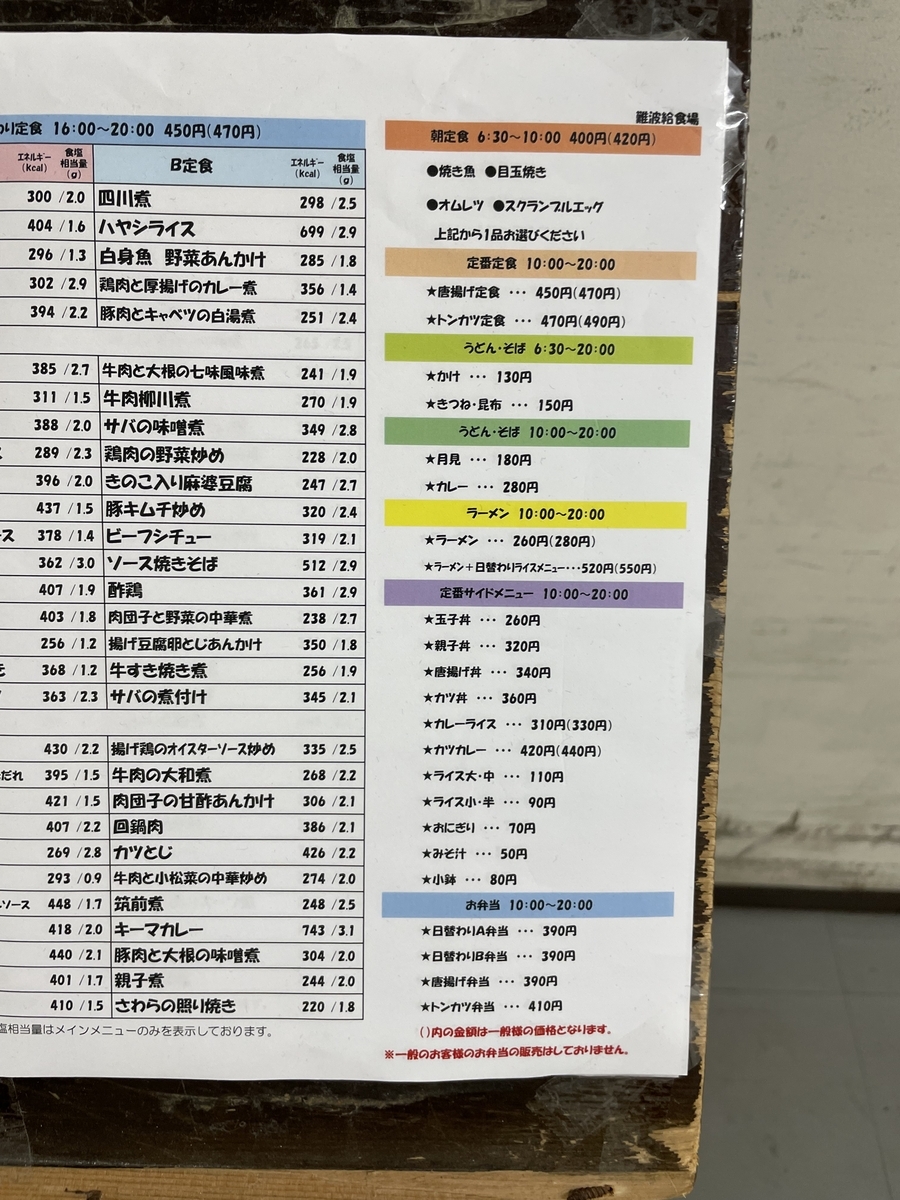 わり定食 16:00～20:00 450円(470円)
エネルギー(kcal) 食塩相当量(g) B定食 エネルギー(kcal) 食塩相当量(g)
300 /2.0 四川煮 298 /2.5
404 /1.6 ハヤシライス 699 /2.9
296 /1.3 白身魚 野菜あんかけ 285 /1.8
302 /2.9 鶏肉と厚揚げのカレー煮 356 /1.4
394 /2.2 豚肉とキャベツの白湯煮 251 /2.4
385 /2.7 牛肉と大根の七味風味煮 241 /1.9
311 /1.5 牛肉柳川煮 270 /1.9
388 /2.0 サバの味噌煮 349 /2.8
289 /2.3 鶏肉の野菜炒め 228 /2.0
396 /2.0 きのこ入り麻婆豆腐 247 /2.7
437 /1.5 豚キムチ炒め 320 /2.4
ース 378 /1.4 ビーフシチュー 319 /2.1
362 /3.0 ソース焼きそば 512 /2.9
407 /1.9 酢鶏 361 /2.9
403 /1.8 肉団子と野菜の中華煮 238 /2.7
256 /1.2 揚げ豆腐卵とじあんかけ 350 /1.8
368 /1.2 牛すき焼き煮 256 /1.9
363 /2.3 サバの煮付け 345 /2.1
430 /2.2 揚げ鶏のオイスターソース炒め 335 /2.5
だれ 395 /1.5 牛肉の大和煮 268 /2.2
421 /1.5 肉団子の甘酢あんかけ 306 /2.1
407 /2.2 回鍋肉 386 /2.1
269 /2.8 カツとじ 426 /2.2
293 /0.9 牛肉と小松菜の中華炒め 274 /2.0
ソース 448 /1.7 筑前煮 248 /2.5
418 /2.0 キーマカレー 743 /3.1
440 /2.1 豚肉と大根の味噌煮 304 /2.0
401 /1.7 親子煮 244 /2.0
410 /1.5 さわらの照り焼き 220 /1.8
塩相当量はメインメニューのみを表示しております。
難波給食場
朝定食 6:30～10:00 400円(420円)
●焼き魚 ●目玉焼き
●オムレツ ●スクランブルエッグ
上記から1品お選びください
定番定食 10:00～20:00
★唐揚げ定食 ･･･ 450円(470円)
★トンカツ定食 ･･･ 470円(490円)
うどん・そば 6:30～20:00
★かけ ･･･ 130円
★きつね・昆布 ･･･ 150円
うどん・そば 10:00～20:00
★月見 ･･･ 180円
★カレー ･･･ 280円
ラーメン 10:00～20:00
★ラーメン ･･･ 260円(280円)
★ラーメン＋日替わりライスメニュー･･･520円(550円)
定番サイドメニュー 10:00～20:00
★玉子丼 ･･･ 260円
★親子丼 ･･･ 320円
★唐揚げ丼 ･･･ 340円
★カツ丼 ･･･ 360円
★カレーライス ･･･ 310円(330円)
★カツカレー ･･･ 420円(440円)
★ライス大・中 ･･･ 110円
★ライス小・半 ･･･ 90円
★おにぎり ･･･ 70円
★みそ汁 ･･･ 50円
★小鉢 ･･･ 80円
お弁当 10:00～20:00
★日替わりA弁当 ･･･ 390円
★日替わりB弁当 ･･･ 390円
★唐揚げ弁当 ･･･ 390円
★トンカツ弁当 ･･･ 410円
()内の金額は一般様の価格となります。
※一般のお客様のお弁当の販売はしておりません。